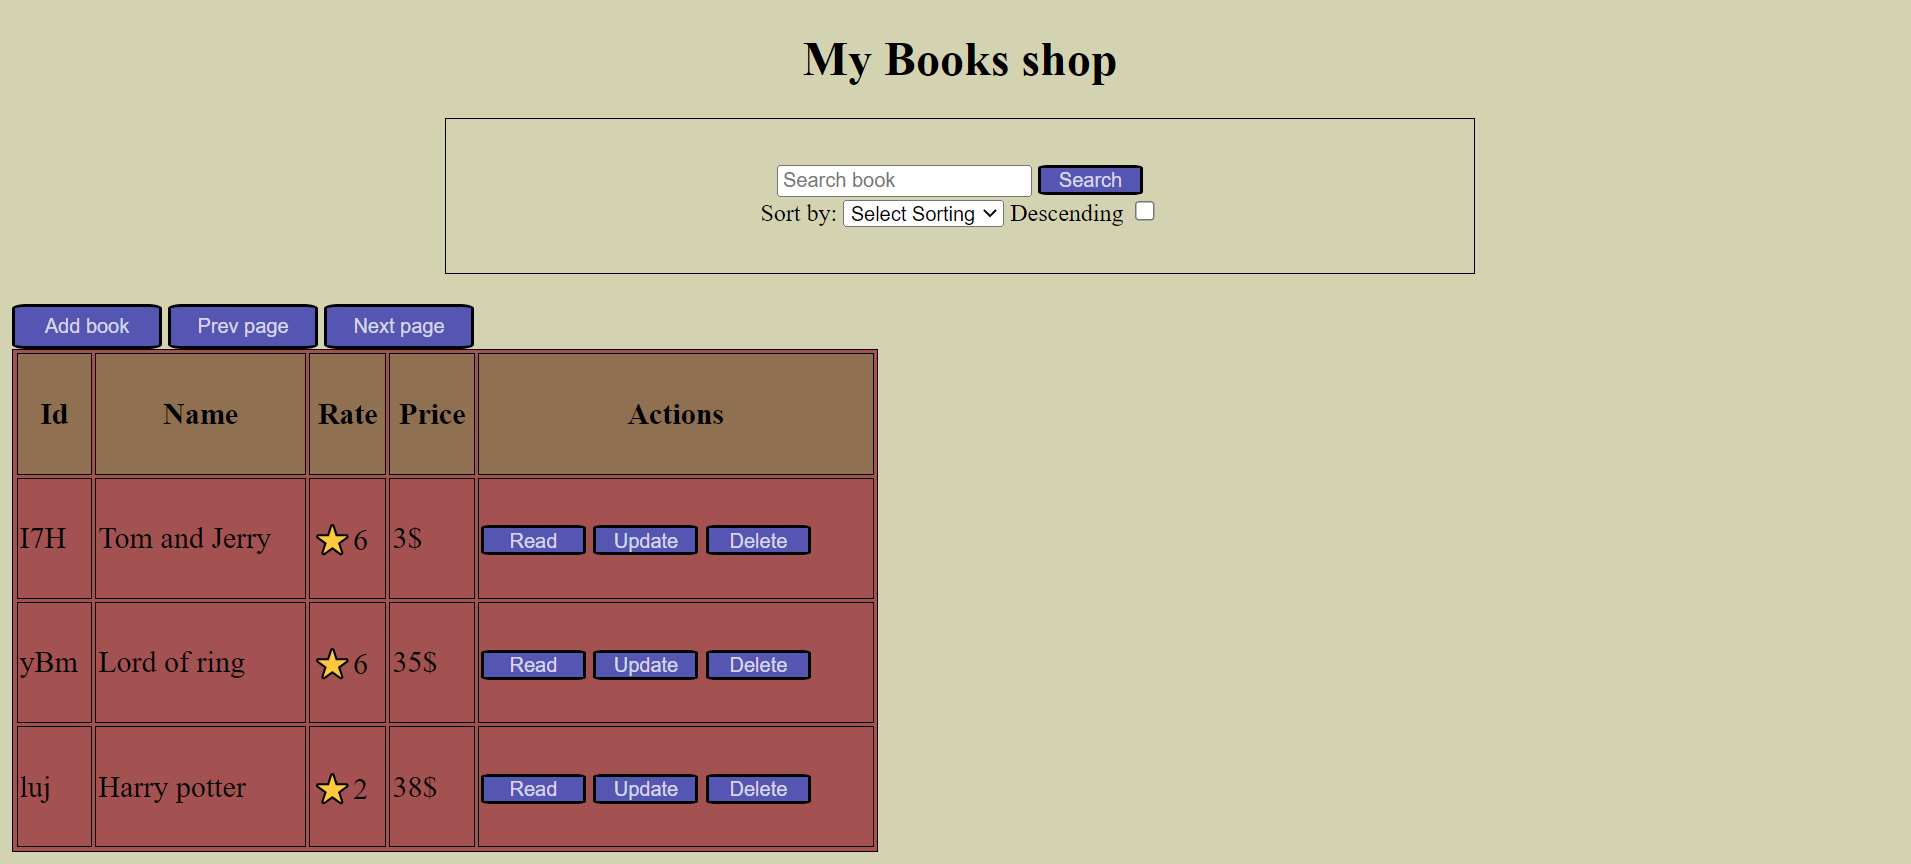 My Books shop
Search book Search
Sort by: Select Sorting Descending
Add book Prev page Next page
Id Name Rate Price Actions
I7H Tom and Jerry 6 3$ Read Update Delete
yBm Lord of ring 6 35$ Read Update Delete
luj Harry potter 2 38$ Read Update Delete